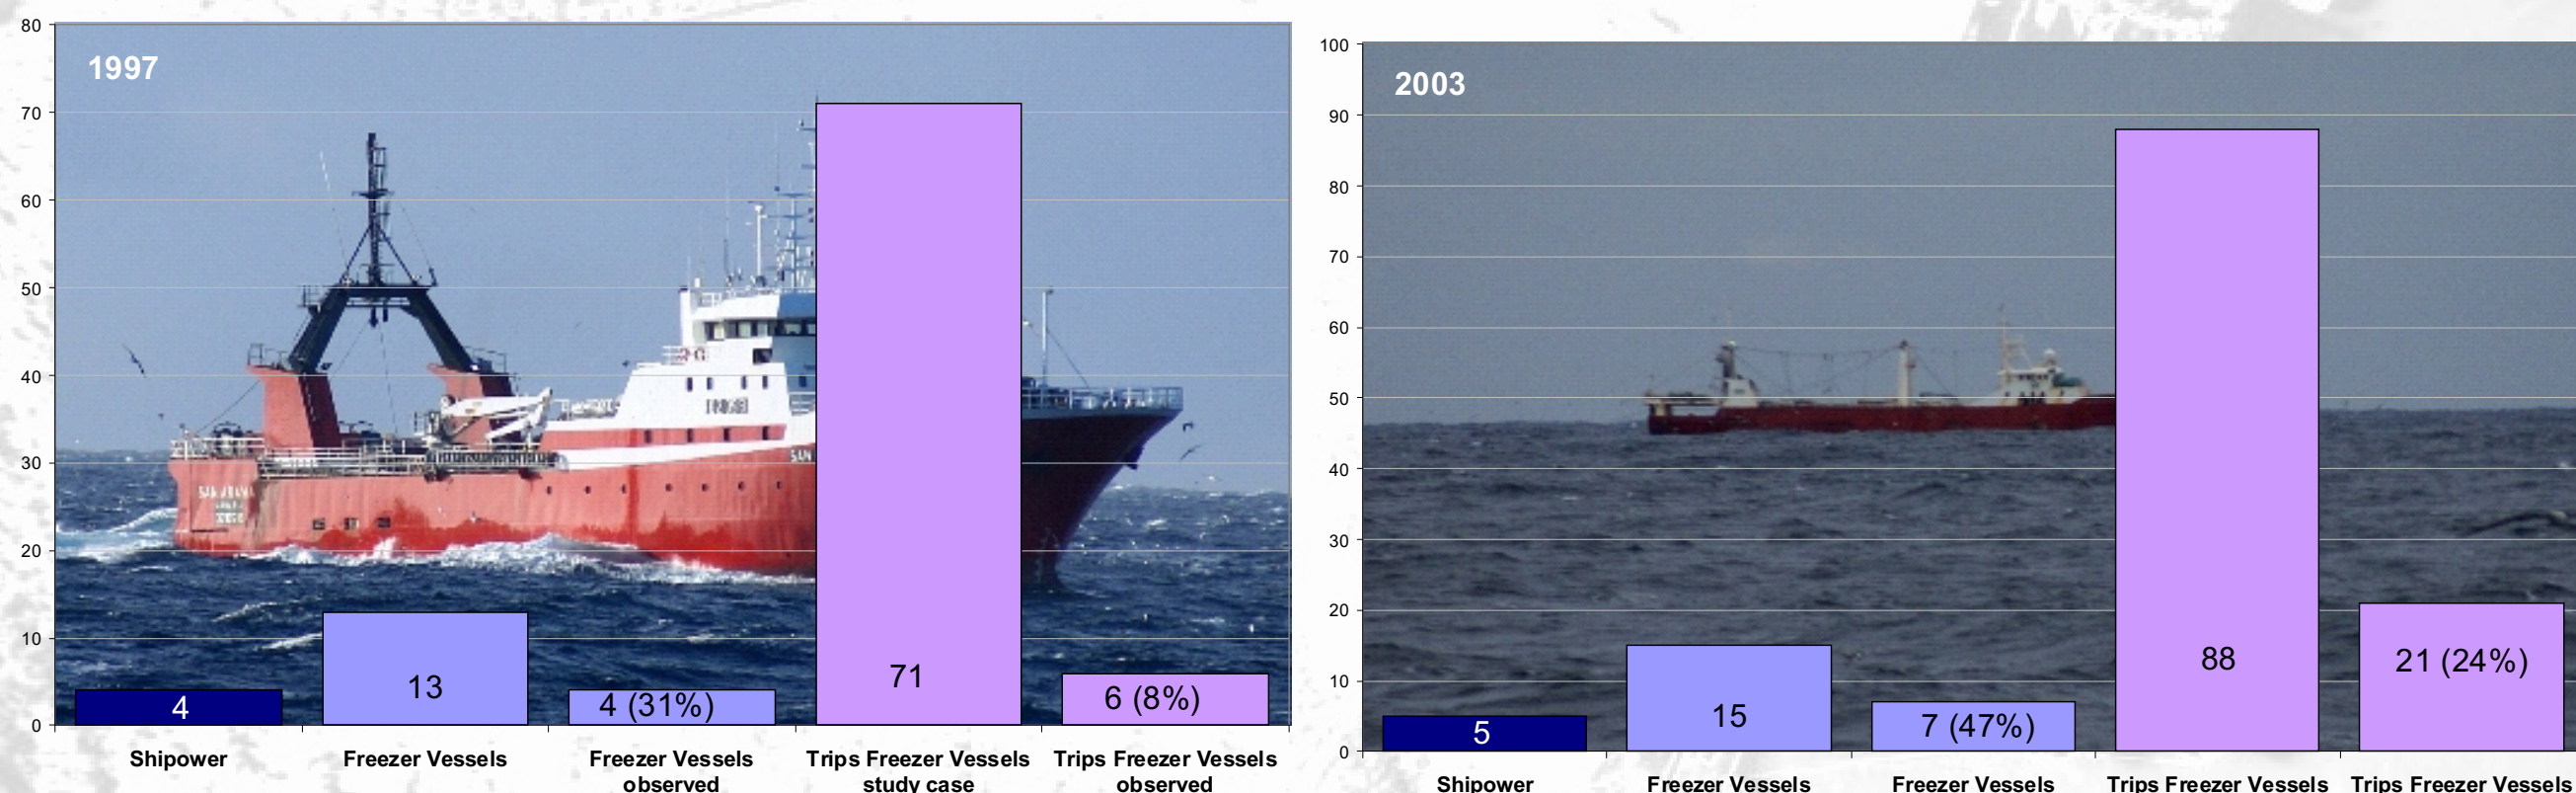 80
70
60
50
40
30
20
10
0
1997
4
13
4 (31%)
71
6 (8%)
Shipower
Freezer Vessels
Freezer Vessels
observed
Trips Freezer Vessels
study case
Trips Freezer Vessels
observed
100
90
80
70
60
50
40
30
20
10
0
2003
5
15
7 (47%)
88
21 (24%)
Shipower
Freezer Vessels
Freezer Vessels
Trips Freezer Vessels
Trips Freezer Vessels